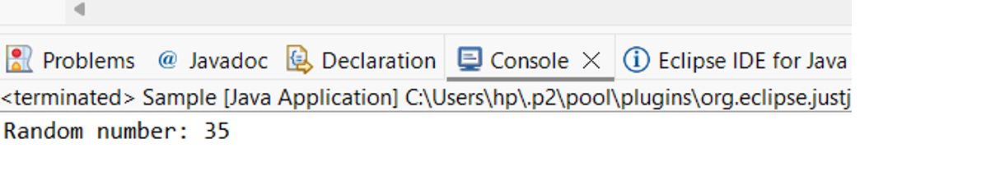 Problems @ Javadoc Declaration Console Eclipse IDE for Java
<terminated> Sample [Java Application] C:\Users\hp\.p2\pool\plugins\org.eclipse.justj
Random number: 35